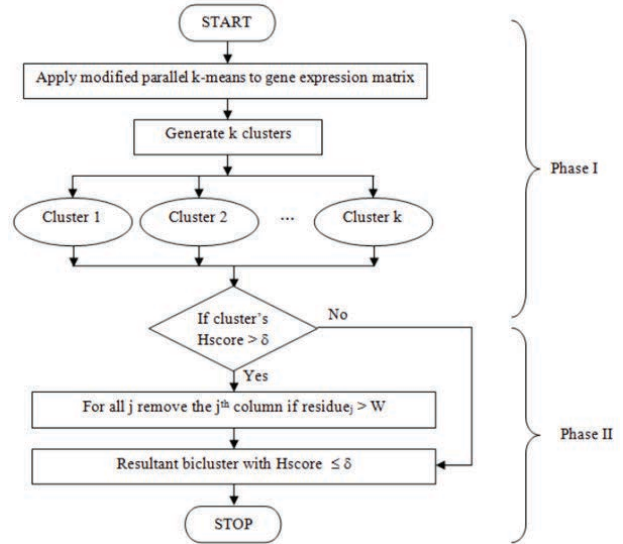 START
Apply modified parallel k-means to gene expression matrix
Generate k clusters
Cluster 1
Cluster 2
...
Cluster k
Phase I
If cluster's
Hscore > δ
No
Yes
For all j remove the jth column if residuej > W
Resultant bicluster with Hscore ≤ δ
Phase II
STOP